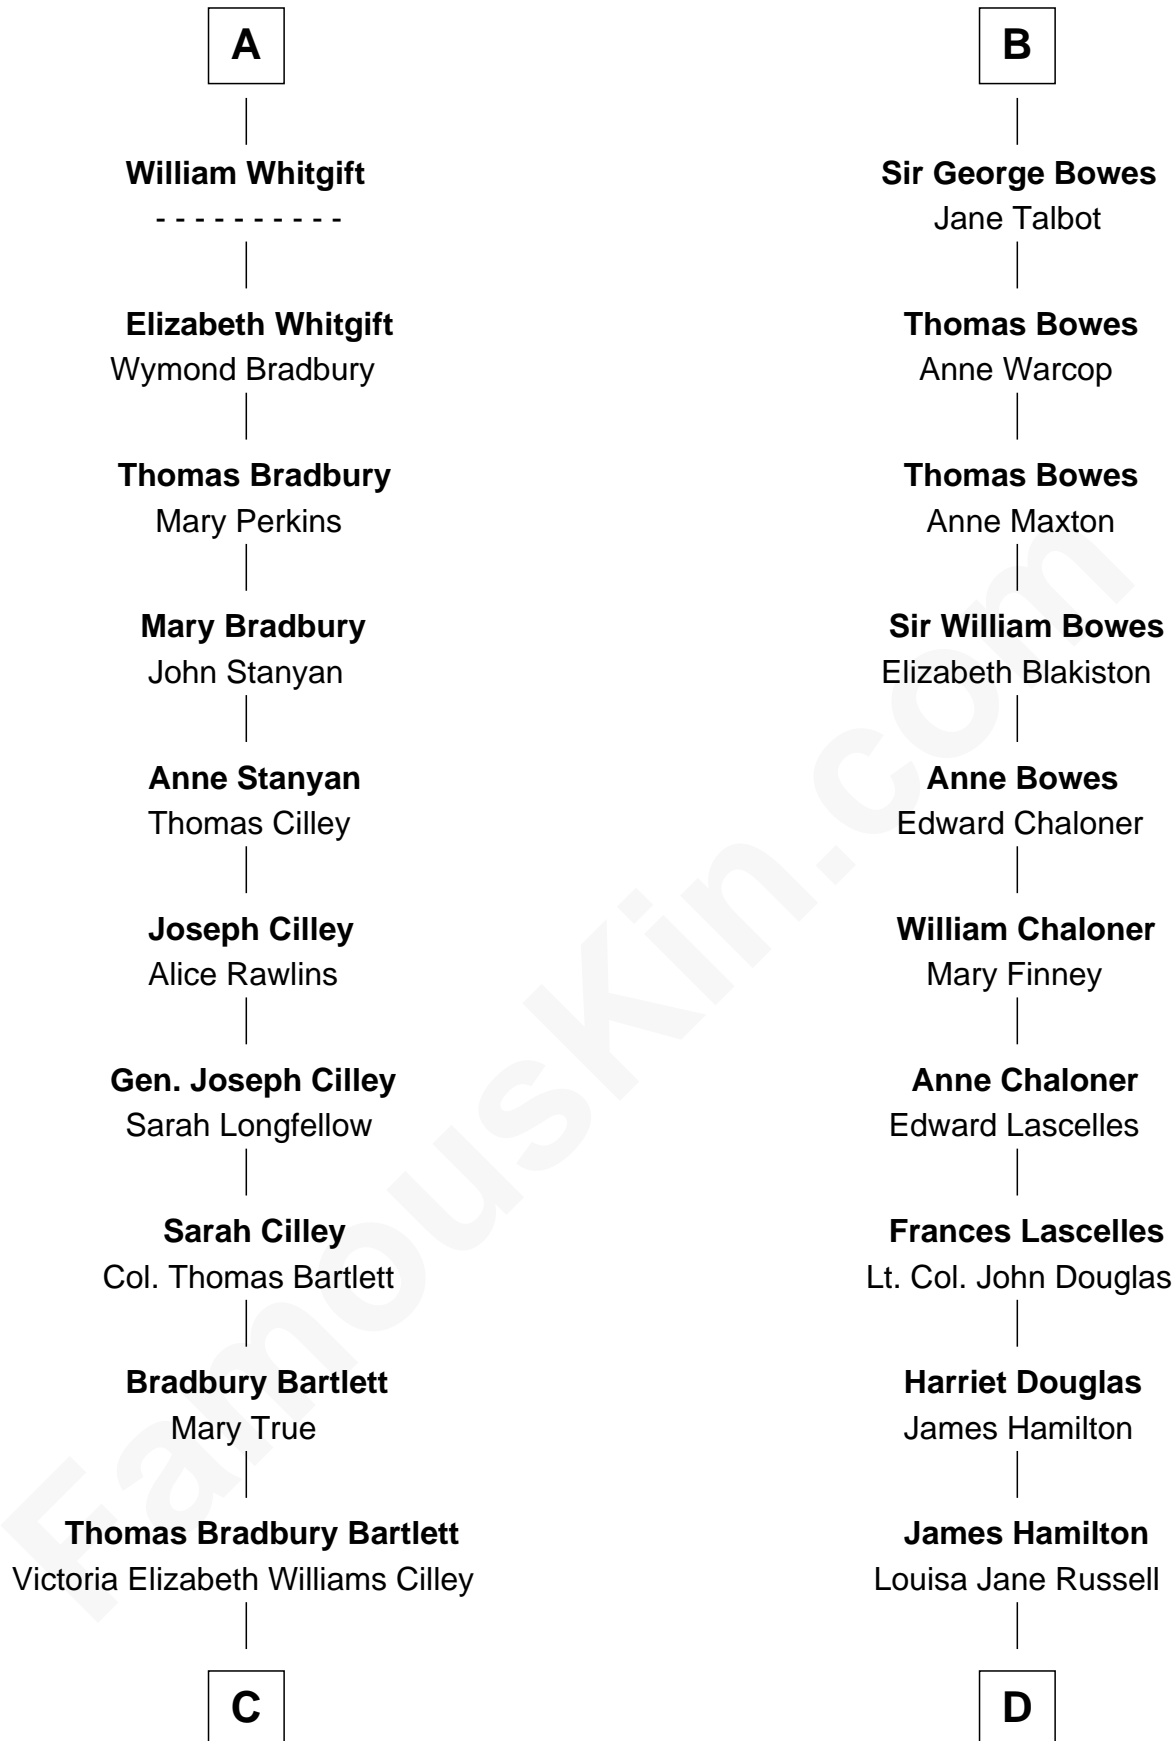 A
William Whitgift
- - - - - - - - - -
Elizabeth Whitgift
Wymond Bradbury
Thomas Bradbury
Mary Perkins
Mary Bradbury
John Stanyan
Anne Stanyan
Thomas Cilley
Joseph Cilley
Alice Rawlins
Gen. Joseph Cilley
Sarah Longfellow
Sarah Cilley
Col. Thomas Bartlett
Bradbury Bartlett
Mary True
Thomas Bradbury Bartlett
Victoria Elizabeth Williams Cilley
C
B
Sir George Bowes
Jane Talbot
Thomas Bowes
Anne Warcop
Thomas Bowes
Anne Maxton
Sir William Bowes
Elizabeth Blakiston
Anne Bowes
Edward Chaloner
William Chaloner
Mary Finney
Anne Chaloner
Edward Lascelles
Frances Lascelles
Lt. Col. John Douglas
Harriet Douglas
James Hamilton
James Hamilton
Louisa Jane Russell
D
FamousKin.com